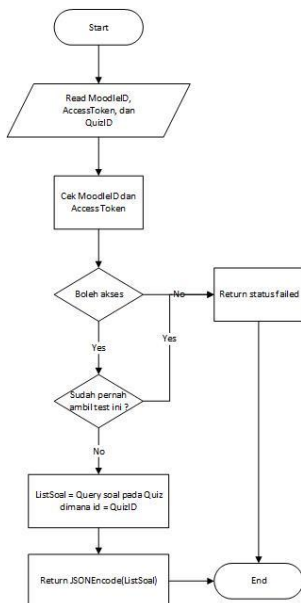 Start
Read MoodleID,
AccessToken, dan
QuizID
Cek MoodleID dan
AccessToken
Boleh akses
No
Return status failed
Yes
Yes
Sudah pernah
ambil test ini ?
No
ListSoal = Query soal pada Quiz
dimana id = QuizID
Return JSONEncode(ListSoal)
End